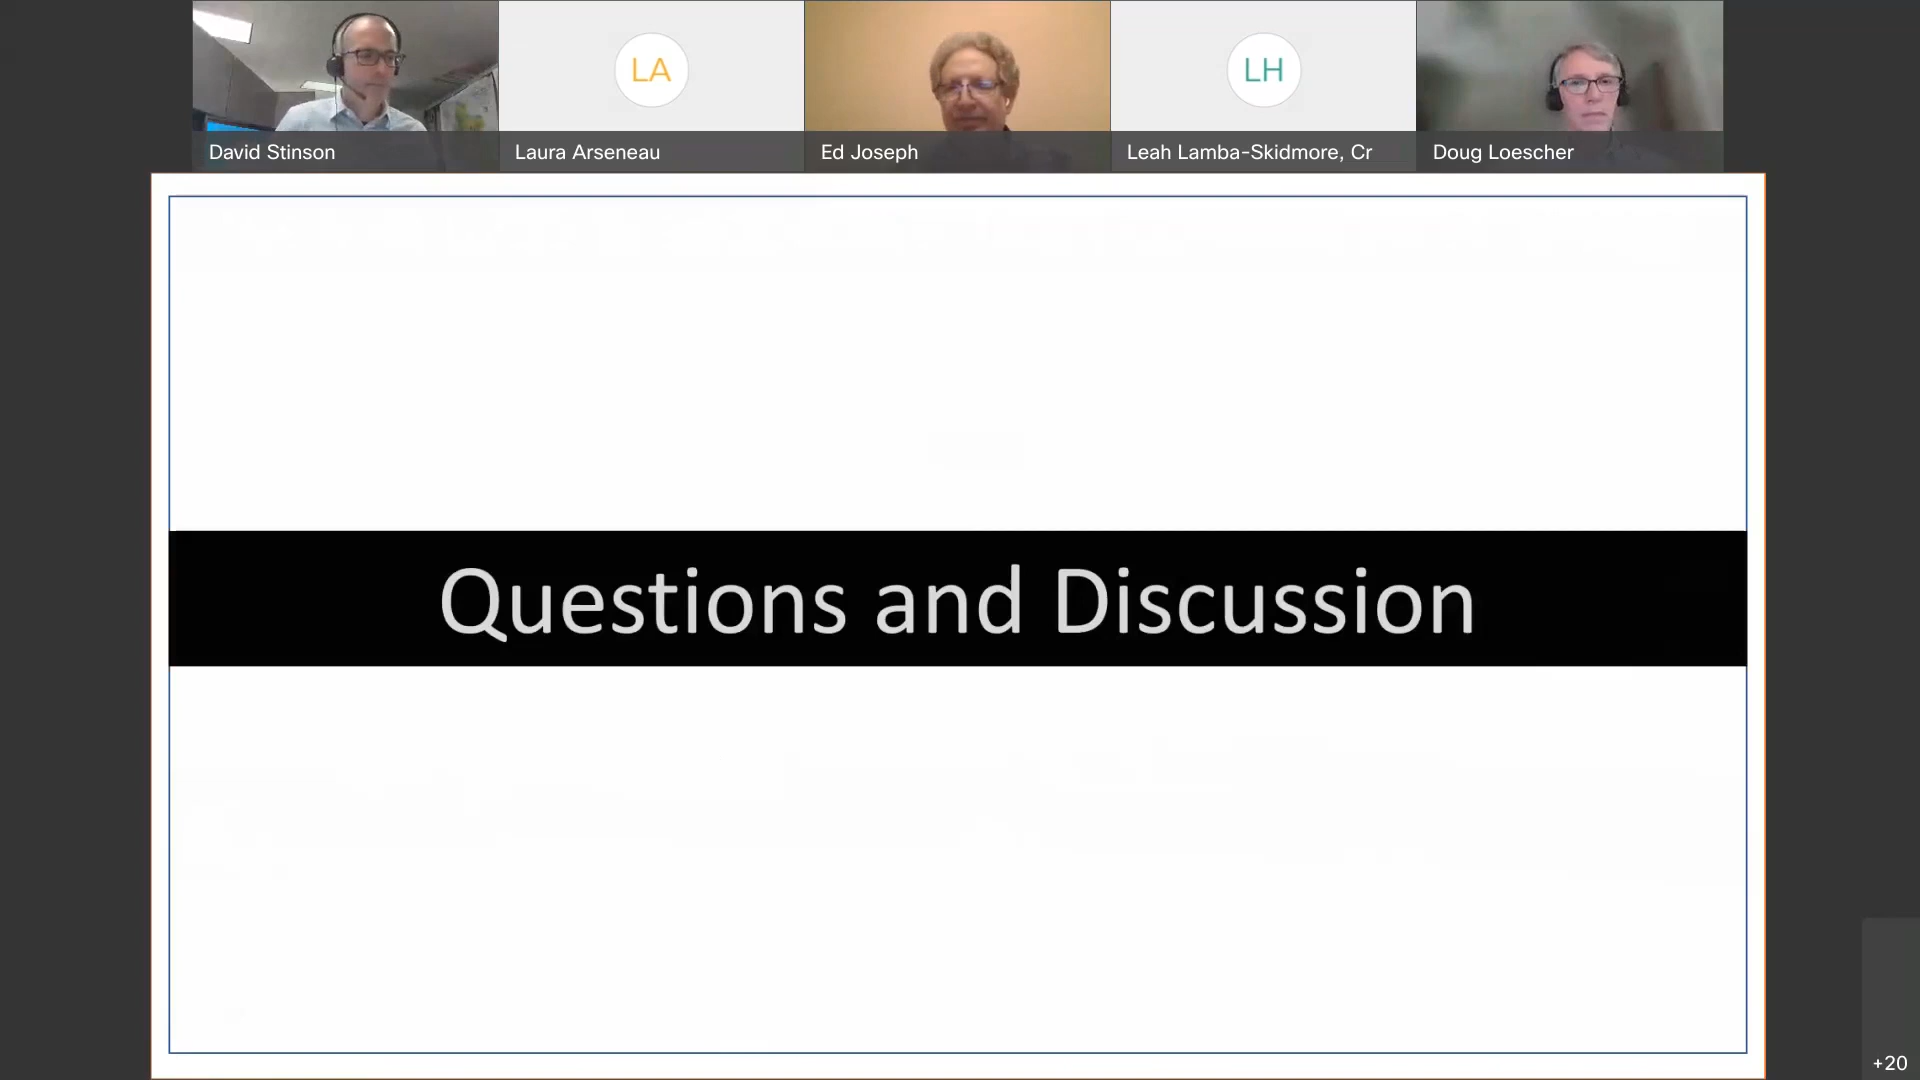 LA
LH
David Stinson
Laura Arseneau
Ed Joseph
Leah Lamba-Skidmore, Cr
Doug Loescher
Questions and Discussion
+20